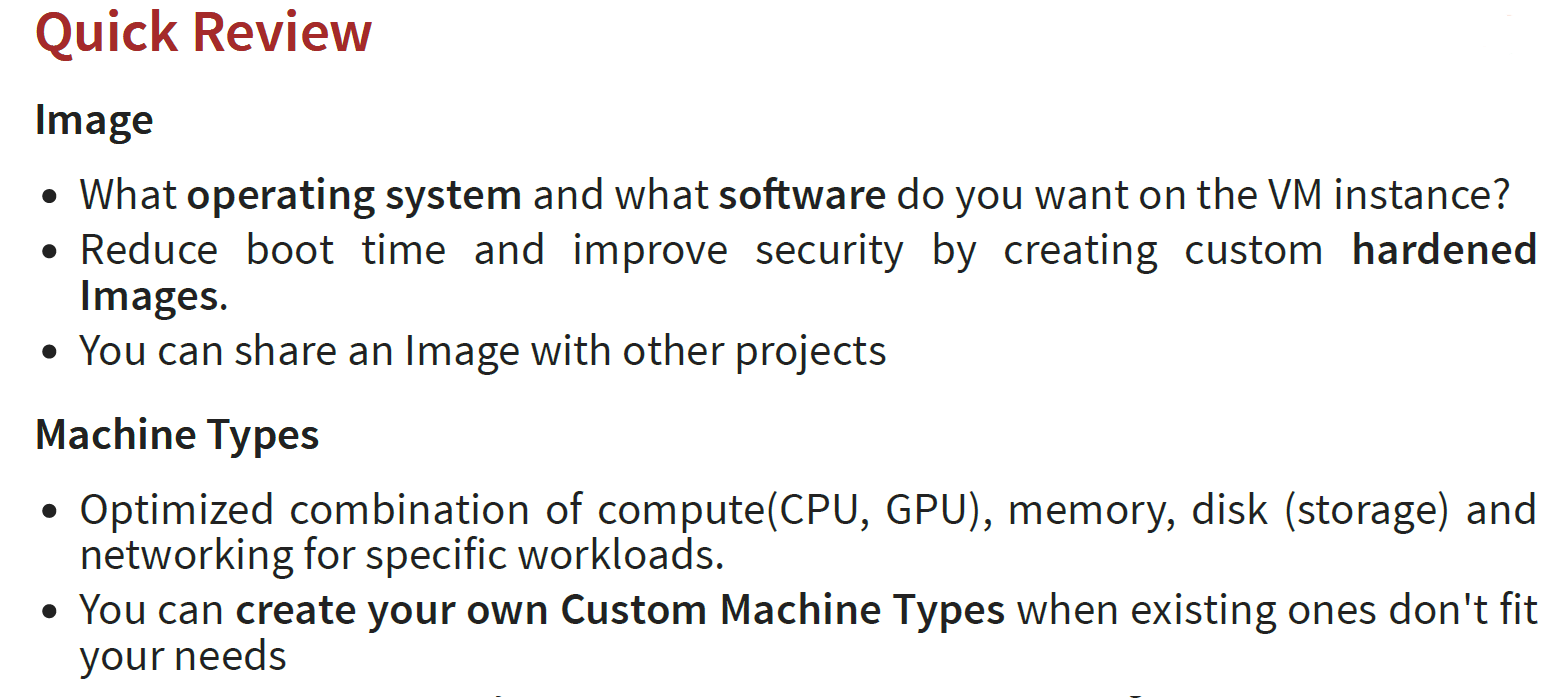 Quick Review
Image
• What operating system and what software do you want on the VM instance?
• Reduce boot time and improve security by creating custom hardened
Images.
• You can share an Image with other projects
Machine Types
• Optimized combination of compute(CPU, GPU), memory, disk (storage) and
networking for specific workloads.
• You can create your own Custom Machine Types when existing ones don't fit
your needs